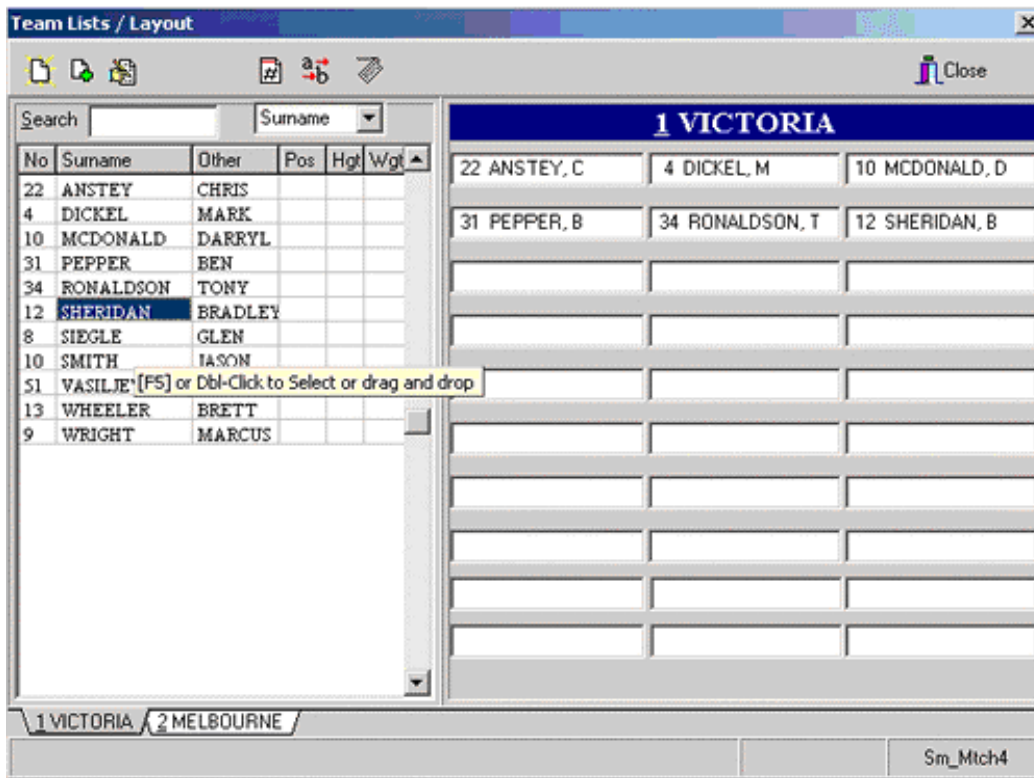 Team Lists / Layout
# a b Close
Search Surname
1 VICTORIA
No Surname Other Pos Hgt Wgt
22 ANSTEY CHRIS
4 DICKEL MARK
10 MCDONALD DARRYL
31 PEPPER BEN
34 RONALDSON TONY
12 SHERIDAN BRADLEY
8 SIEGLE GLEN
10 SMITH JASON
51
[F5] or Dbl-Click to Select or drag and drop
13 WHEELER BRETT
9 WRIGHT MARCUS
22 ANSTEY, C 4 DICKEL, M 10 MCDONALD, D
31 PEPPER, B 34 RONALDSON, T 12 SHERIDAN, B
1 VICTORIA 2 MELBOURNE
Sm_Mtch4